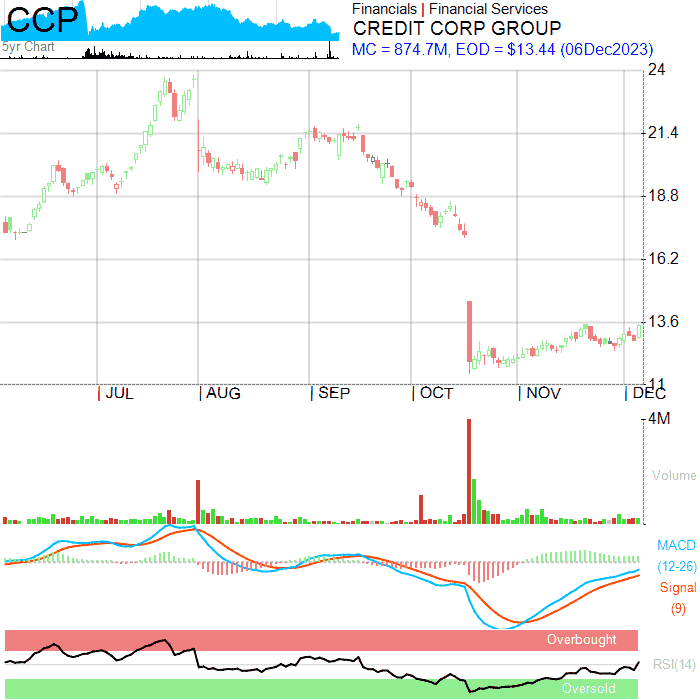 CCP
5yr Chart
Financials | Financial Services
CREDIT CORP GROUP
MC = 874.7M, EOD = $13.44 (06Dec2023)
24
21.4
18.8
16.2
13.6
11
JUL AUG SEP OCT NOV DEC
4M
Volume
MACD
(12-26)
Signal
(9)
Overbought
RSI(14)
Oversold